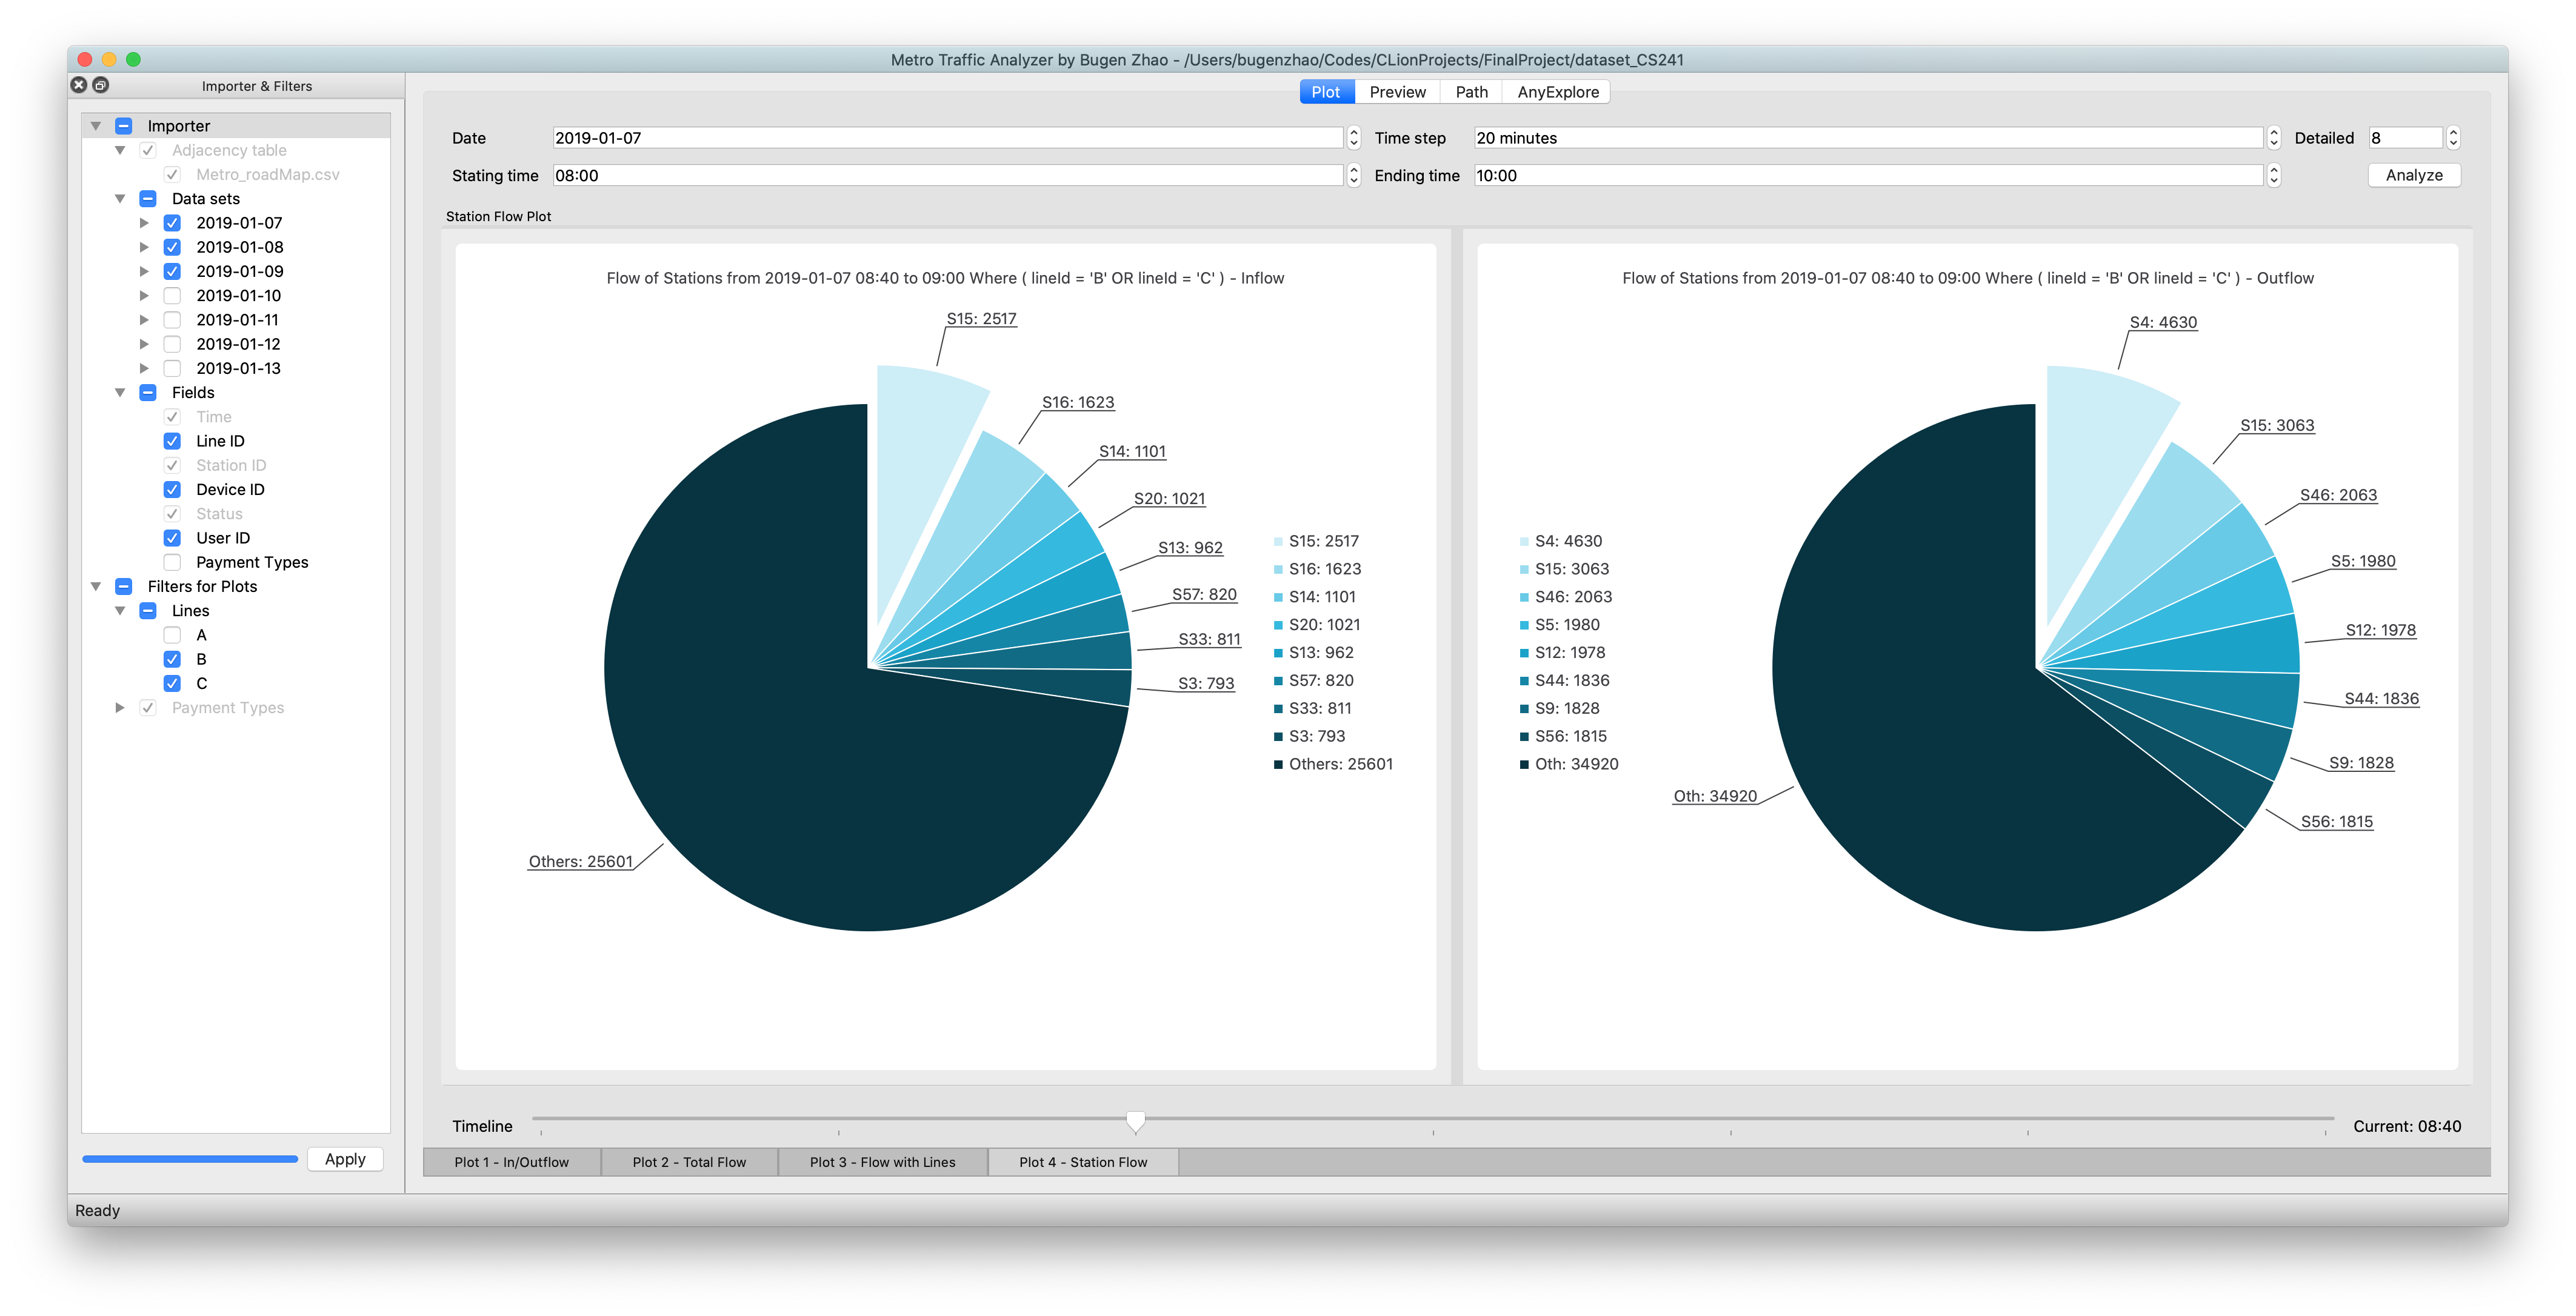 Metro Traffic Analyzer by Bugen Zhao - /Users/bugenzhao/Codes/CLionProjects/FinalProject/dataset_CS241
Importer & Filters
Importer
Adjacency table
Metro_roadMap.csv
Data sets
2019-01-07
2019-01-08
2019-01-09
2019-01-10
2019-01-11
2019-01-12
2019-01-13
Fields
Time
Line ID
Station ID
Device ID
Status
User ID
Payment Types
Filters for Plots
Lines
A
B
C
Payment Types
Apply
Plot Preview Path AnyExplore
Date 2019-01-07 Time step 20 minutes Detailed 8
Stating time 08:00 Ending time 10:00 Analyze
Station Flow Plot
Flow of Stations from 2019-01-07 08:40 to 09:00 Where ( lineId = 'B' OR lineId = 'C' ) - Inflow
S15: 2517
S16: 1623
S14: 1101
S20: 1021
S13: 962
S57: 820
S33: 811
S3: 793
Others: 25601
S15: 2517
S16: 1623
S14: 1101
S20: 1021
S13: 962
S57: 820
S33: 811
S3: 793
Others: 25601
Flow of Stations from 2019-01-07 08:40 to 09:00 Where ( lineId = 'B' OR lineId = 'C' ) - Outflow
S4: 4630
S15: 3063
S46: 2063
S5: 1980
S12: 1978
S44: 1836
S9: 1828
S56: 1815
Oth: 34920
S4: 4630
S15: 3063
S46: 2063
S5: 1980
S12: 1978
S44: 1836
S9: 1828
S56: 1815
Oth: 34920
Timeline Current: 08:40
Plot 1 - In/Outflow Plot 2 - Total Flow Plot 3 - Flow with Lines Plot 4 - Station Flow
Ready